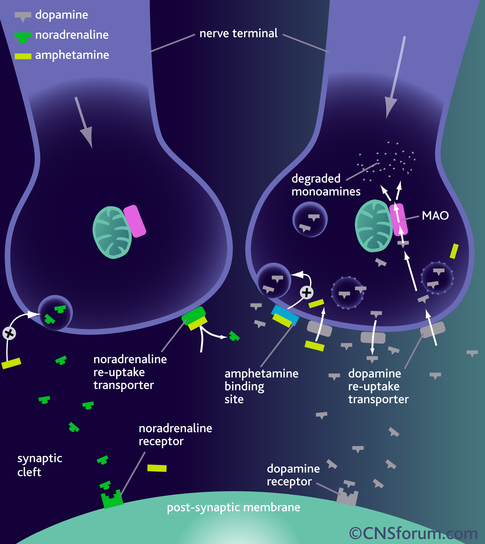 dopamine
noradrenaline
amphetamine
nerve terminal
degraded
monoamines
MAO
noradrenaline
re-uptake
transporter
amphetamine
binding
site
dopamine
re-uptake
transporter
noradrenaline
receptor
synaptic
cleft
dopamine
receptor
post-synaptic membrane
©CNSforum.com